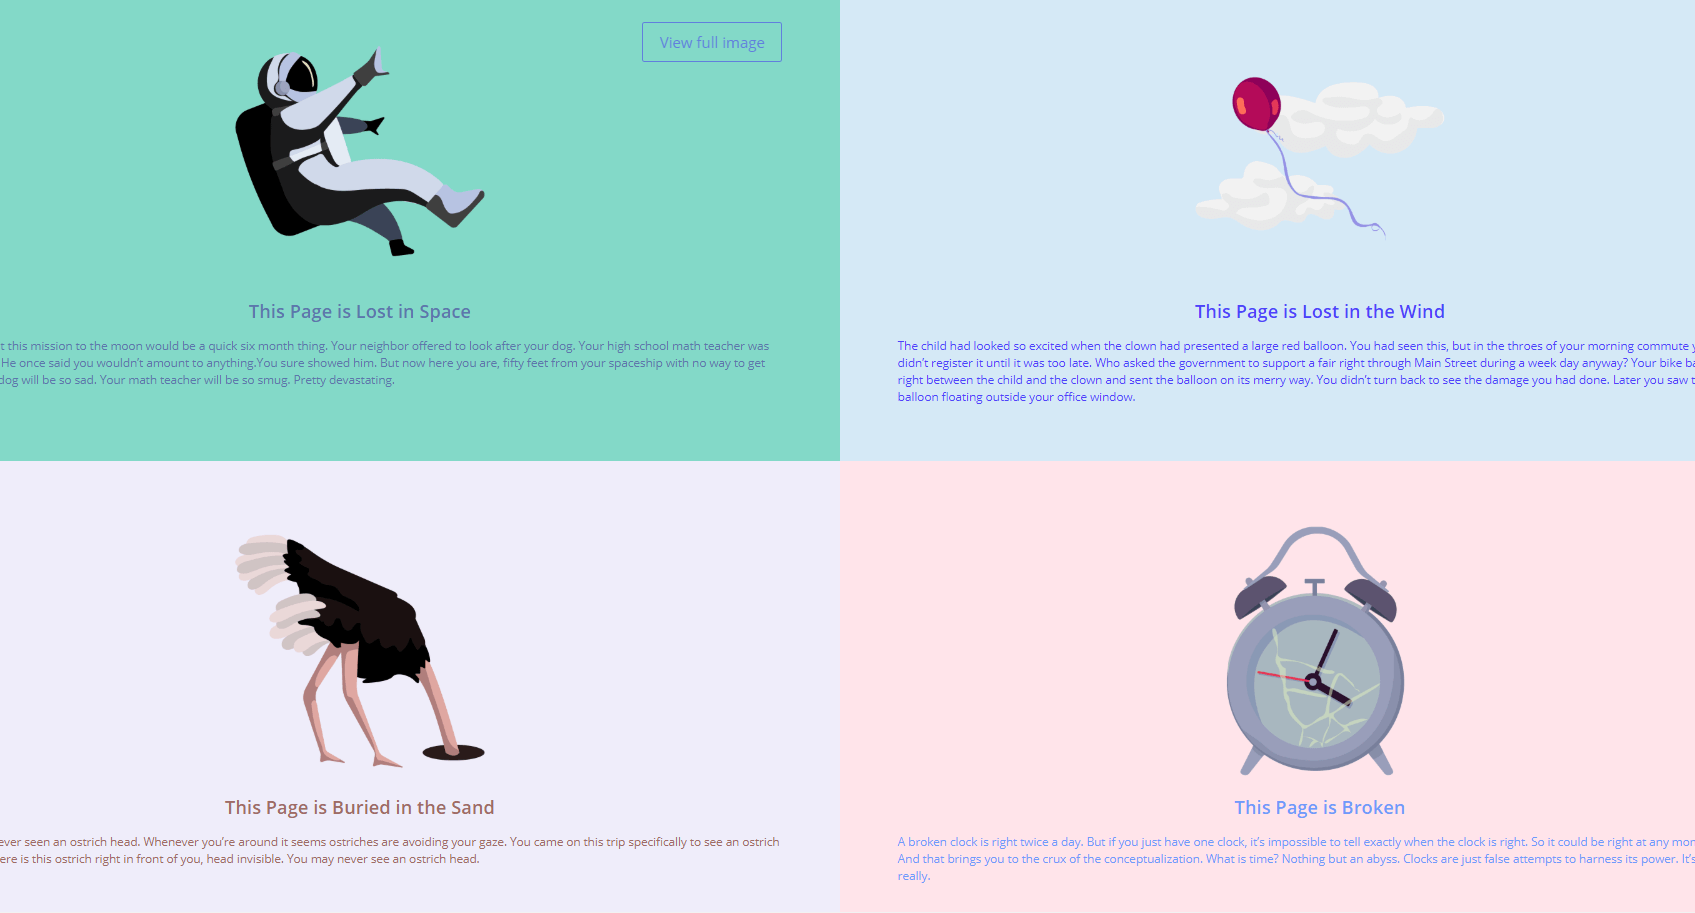 View full image
This Page is Lost in Space
t this mission to the moon would be a quick six month thing. Your neighbor offered to look after your dog. Your high school math teacher was
He once said you wouldn’t amount to anything.You sure showed him. But now here you are, fifty feet from your spaceship with no way to get
dog will be so sad. Your math teacher will be so smug. Pretty devastating.
This Page is Lost in the Wind
The child had looked so excited when the clown had presented a large red balloon. You had seen this, but in the throes of your morning commute
didn’t register it until it was too late. Who asked the government to support a fair right through Main Street during a week day anyway? Your bike
right between the child and the clown and sent the balloon on its merry way. You didn’t turn back to see the damage you had done. Later you saw
balloon floating outside your office window.
This Page is Buried in the Sand
ever seen an ostrich head. Whenever you’re around it seems ostriches are avoiding your gaze. You came on this trip specifically to see an ostrich
ere is this ostrich right in front of you, head invisible. You may never see an ostrich head.
This Page is Broken
A broken clock is right twice a day. But if you just have one clock, it’s impossible to tell exactly when the clock is right. So it could be right at any
And that brings you to the crux of the conceptualization. What is time? Nothing but an abyss. Clocks are just false attempts to harness its power. It’s
really.